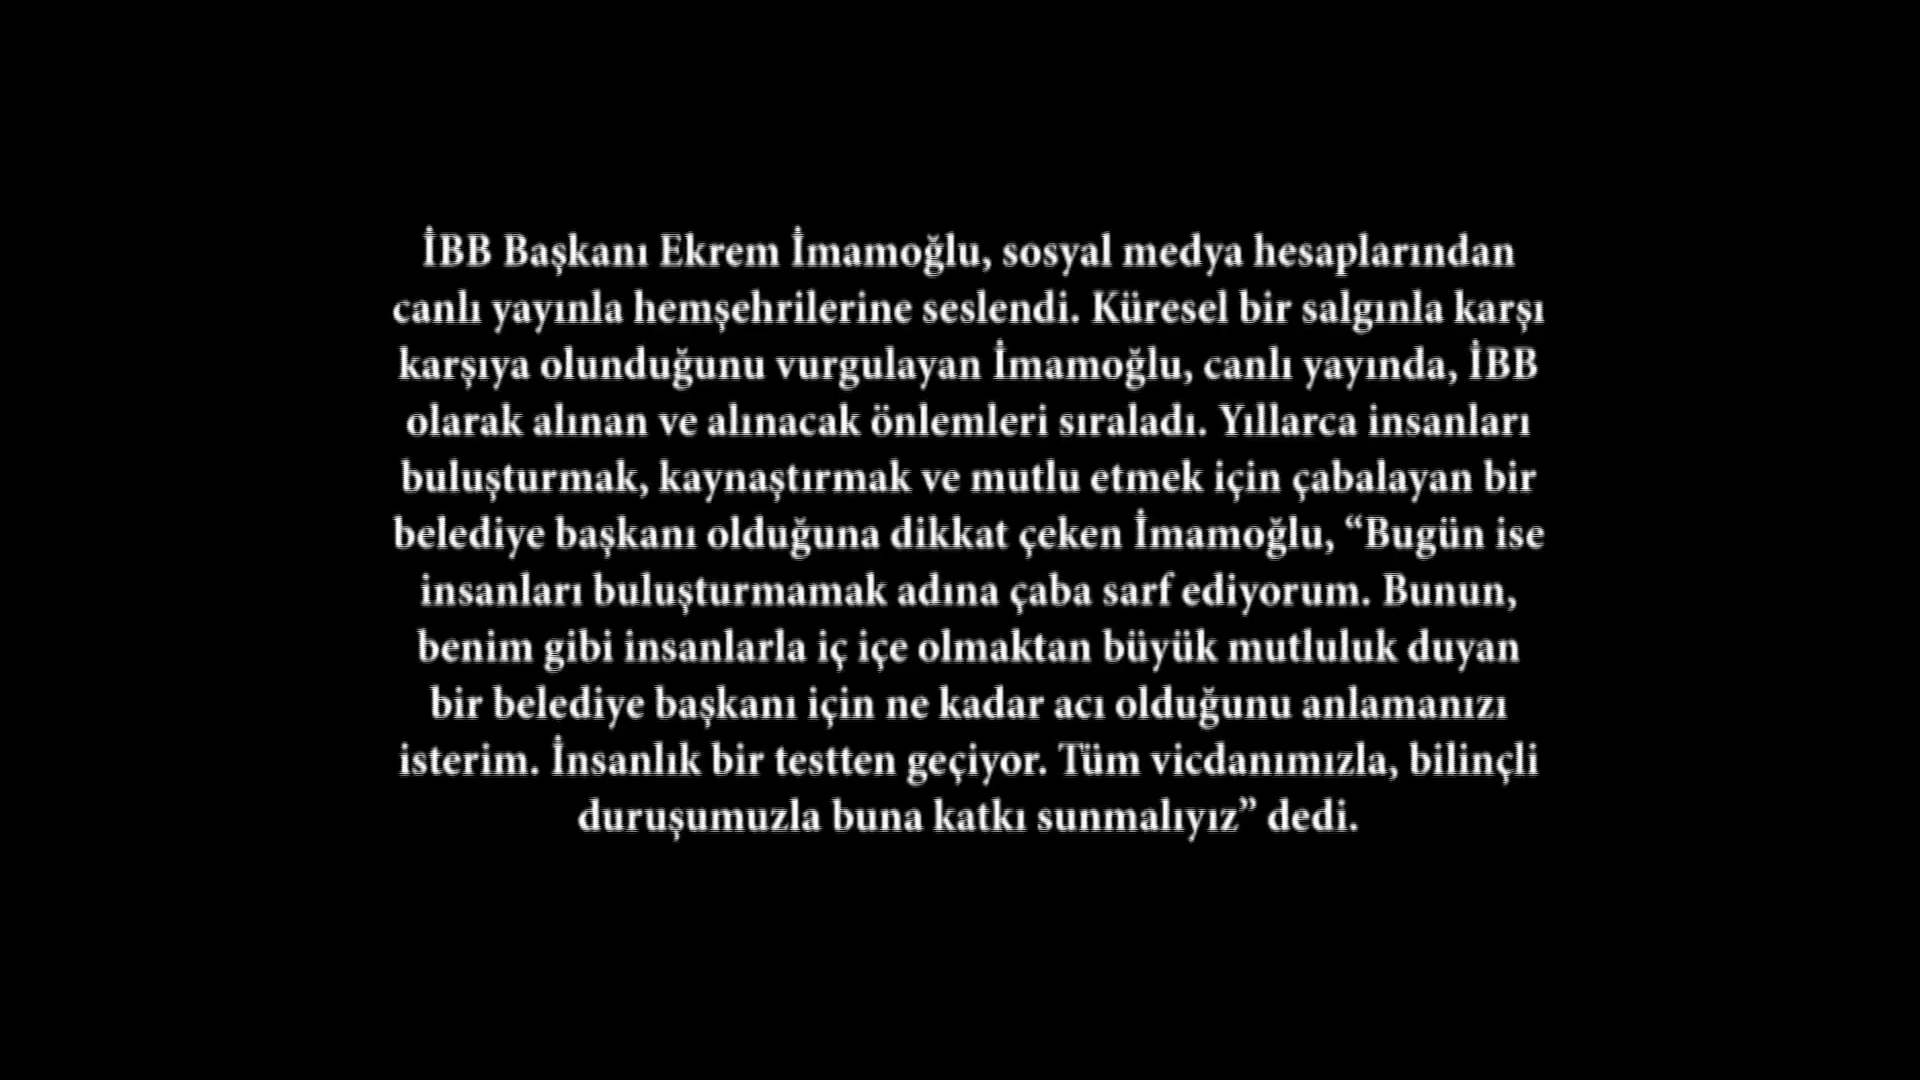 İBB Başkanı Ekrem İmamoğlu, sosyal medya hesaplarından
canlı yayınla hemşehrilerine seslendi. Küresel bir salgınla karşı
karşıya olunduğunu vurgulayan İmamoğlu, canlı yayında, İBB
olarak alınan ve alınacak önlemleri sıraladı. Yıllarca insanları
buluşturmak, kaynaştırmak ve mutlu etmek için çabalayan bir
belediye başkanı olduğuna dikkat çeken İmamoğlu, “Bugün ise
insanları buluşturmamak adına çaba sarf ediyorum. Bunun,
benim gibi insanlarla iç içe olmaktan büyük mutluluk duyan
bir belediye başkanı için ne kadar acı olduğunu anlamanızı
isterim. İnsanlık bir testten geçiyor. Tüm vicdanımızla, bilinçli
duruşumuzla buna katkı sunmalıyız” dedi.